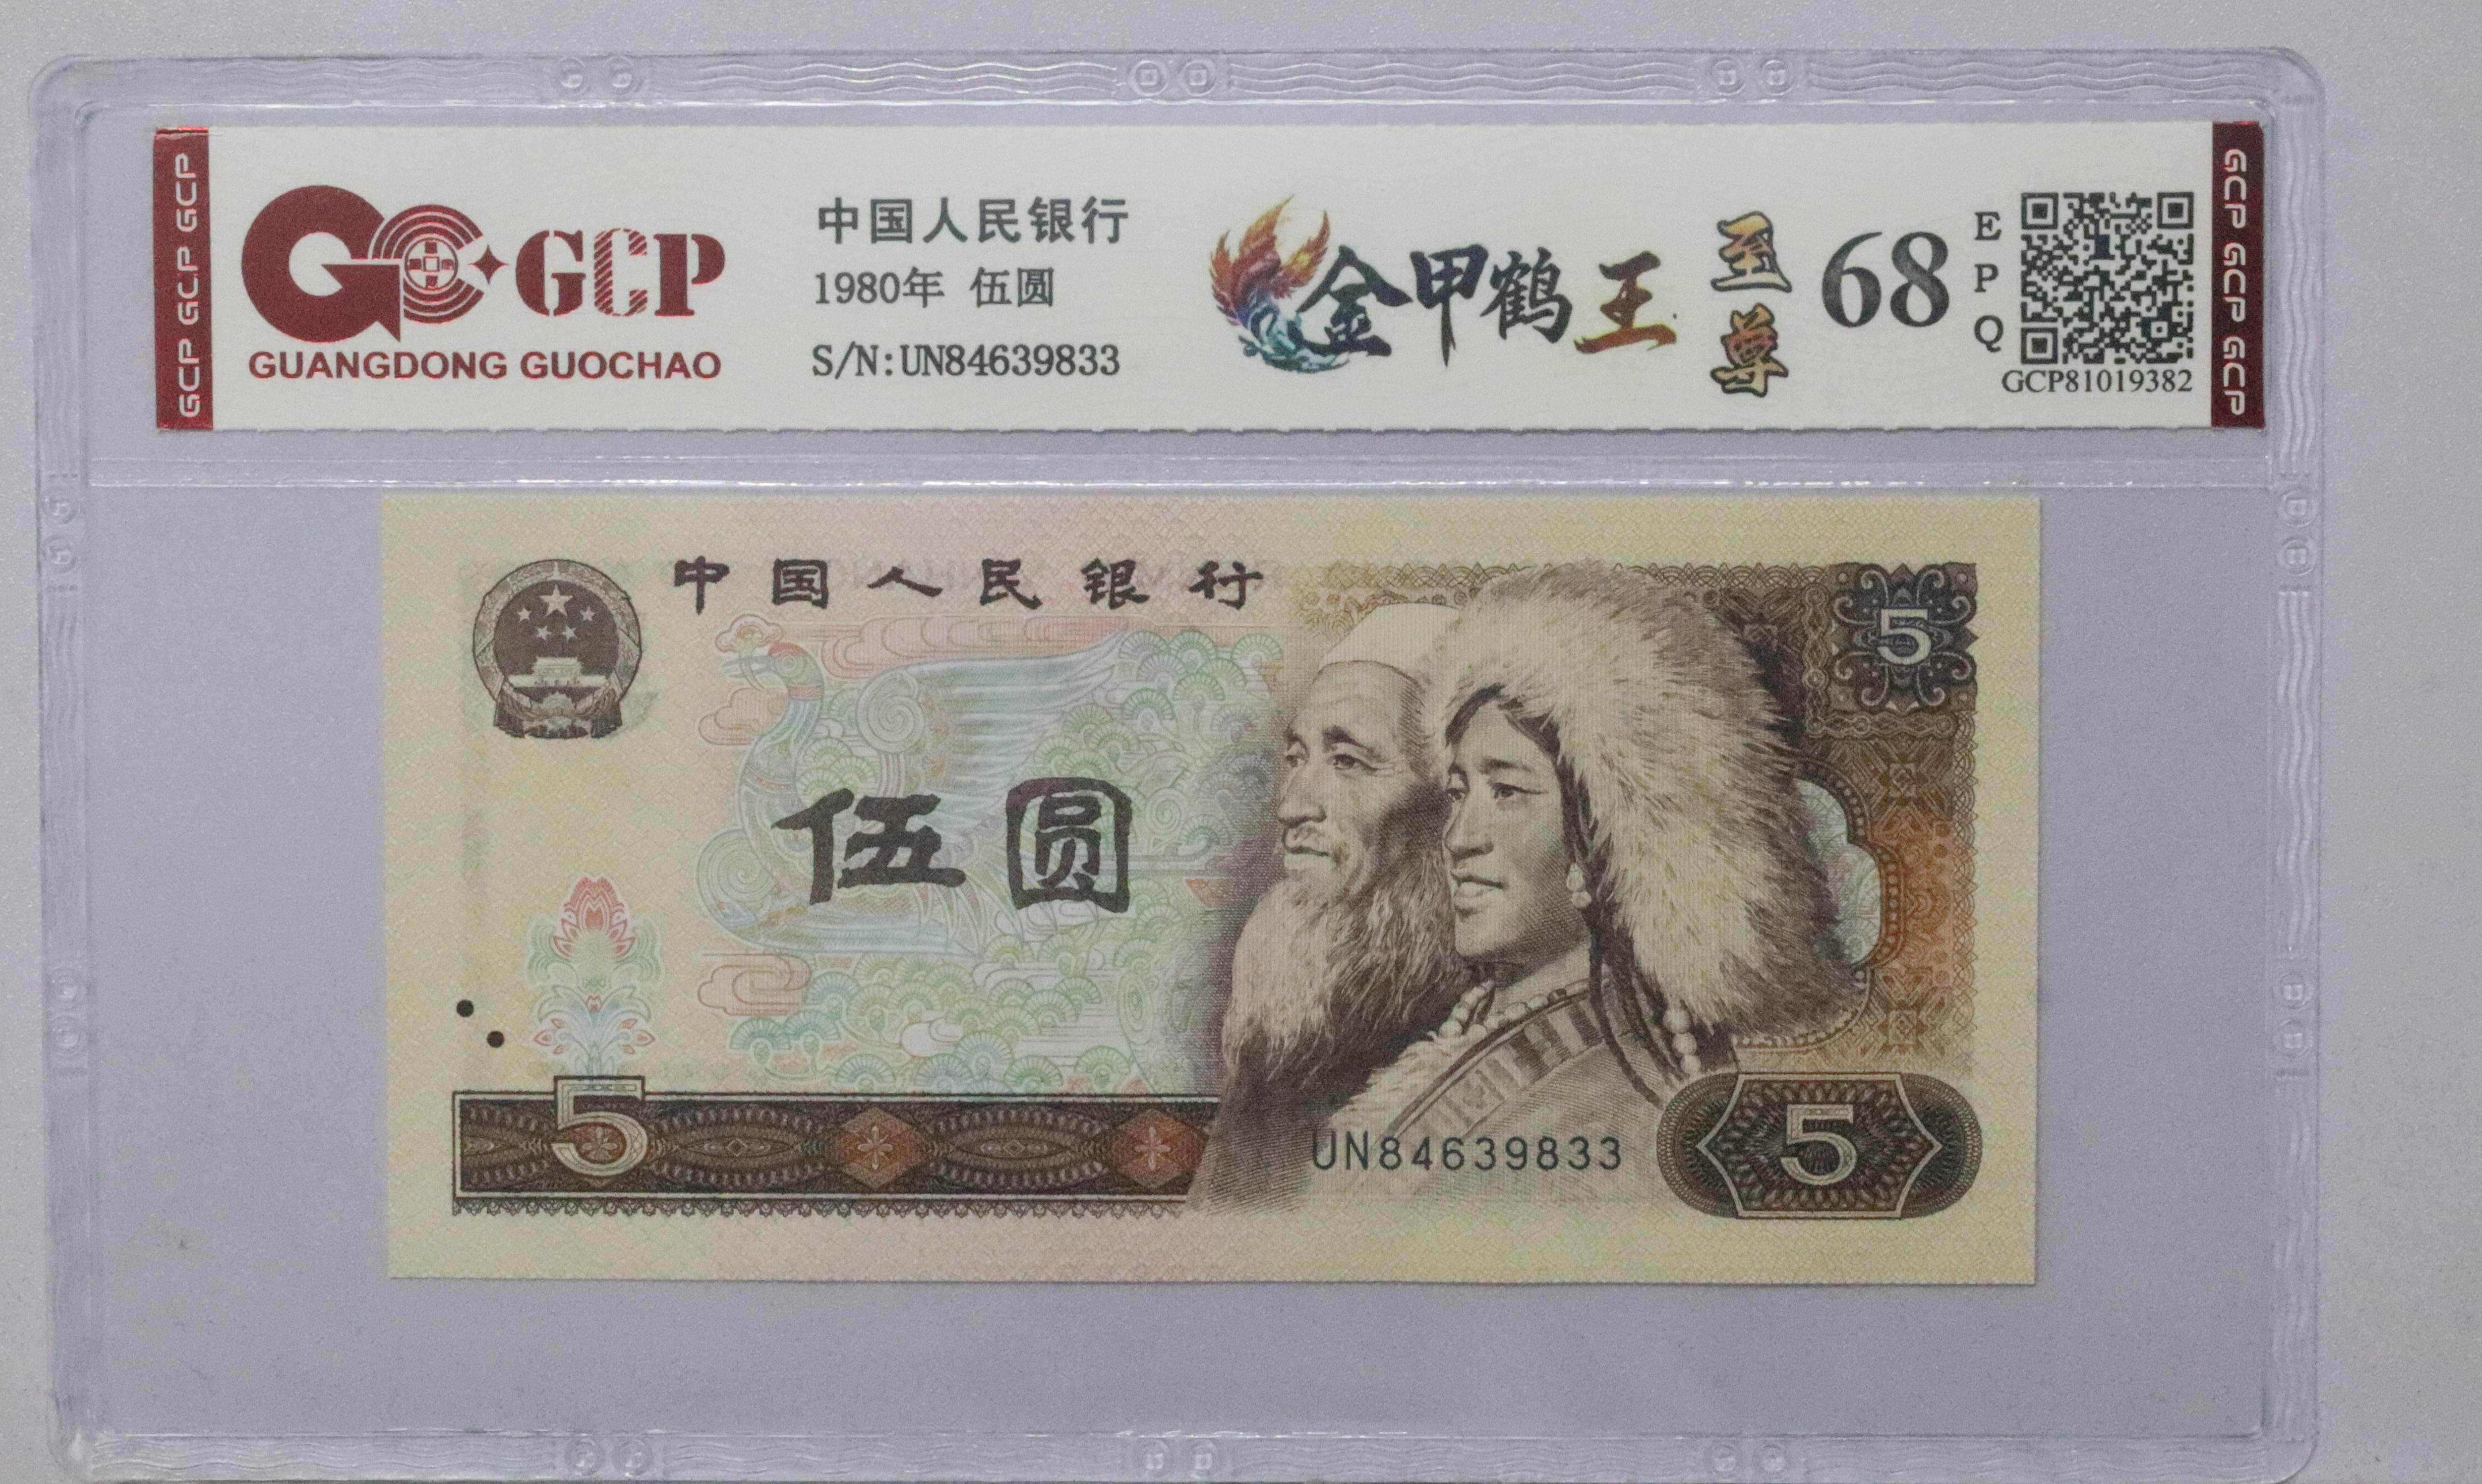 GCP GCP GCP
GCP
GUANGDONG GUOCHAO
中国人民银行
1980年 伍圆
S/N:UN84639833
金甲鹤王
至尊
68
EPQ
GCP81019382
GCP GCP GCP
中国人民银行
5
伍圆
5
UN84639833
5